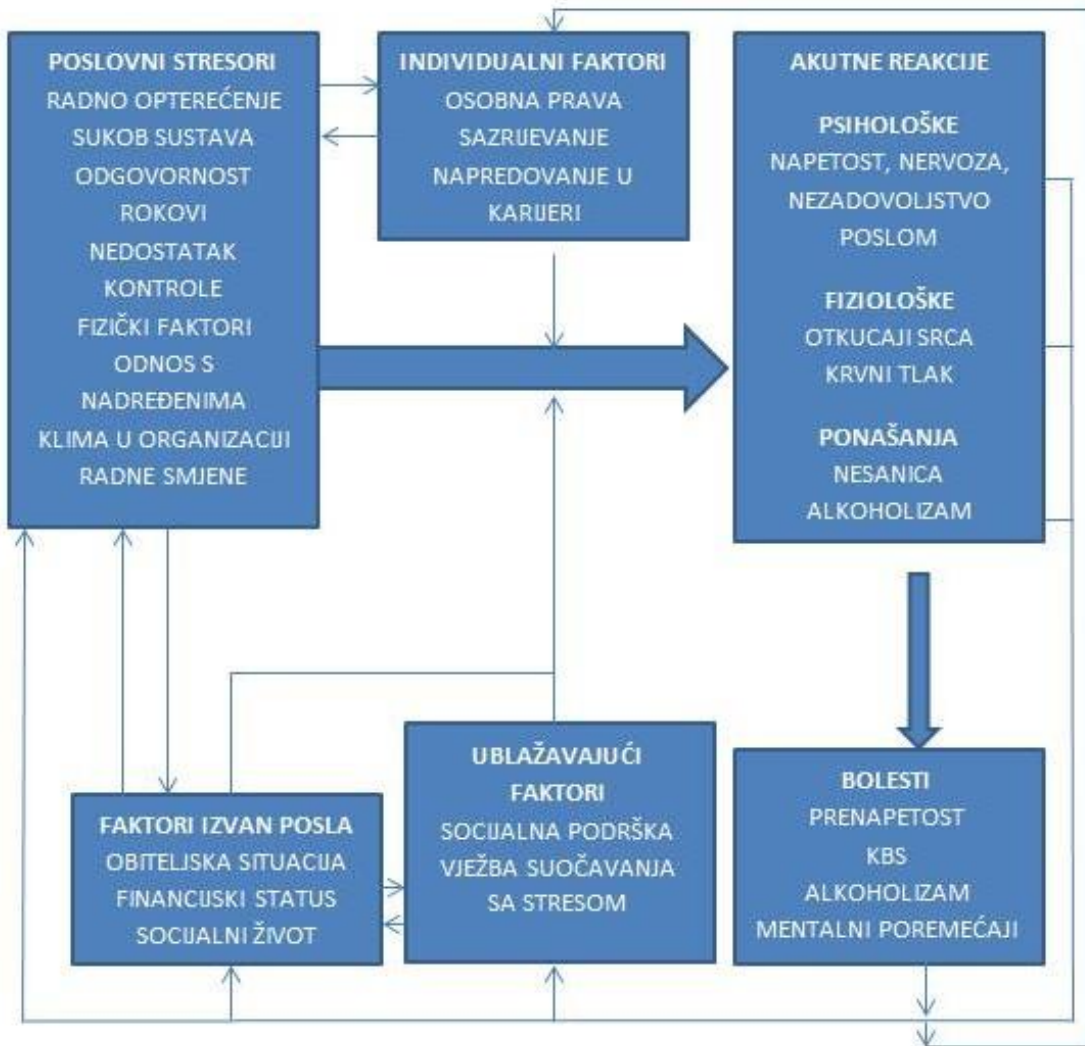 POSLOVNI STRESORI
RADNO OPTEREĆENJE
SUKOB SUSTAVA
ODGOVORNOST
ROKOVI
NEDOSTATAK
KONTROLE
FIZIČKI FAKTORI
ODNOS S
NADREĐENIMA
KLIMA U ORGANIZACIJI
RADNE SMJENE
INDIVIDUALNI FAKTORI
OSOBNA PRAVA
SAZRIJEVANJE
NAPREDOVANJE U
KARIJERI
AKUTNE REAKCIJE
PSIHOLOŠKE
NAPETOST, NERVOZA,
NEZADOVOLJSTVO
POSLOM
FIZIOLOŠKE
OTKUCAJI SRCA
KRVNI TLAK
PONAŠANJA
NESANICA
ALKOHOLIZAM
FAKTORI IZVAN POSLA
OBITELJSKA SITUACIJA
FINANCIJSKI STATUS
SOCIJALNI ŽIVOT
UBLAŽAVAJUĆI
FAKTORI
SOCIJALNA PODRŠKA
VJEŽBA SUOČAVANJA
SA STRESOM
BOLESTI
PRENAPETOST
KBS
ALKOHOLIZAM
MENTALNI POREMEĆAJI